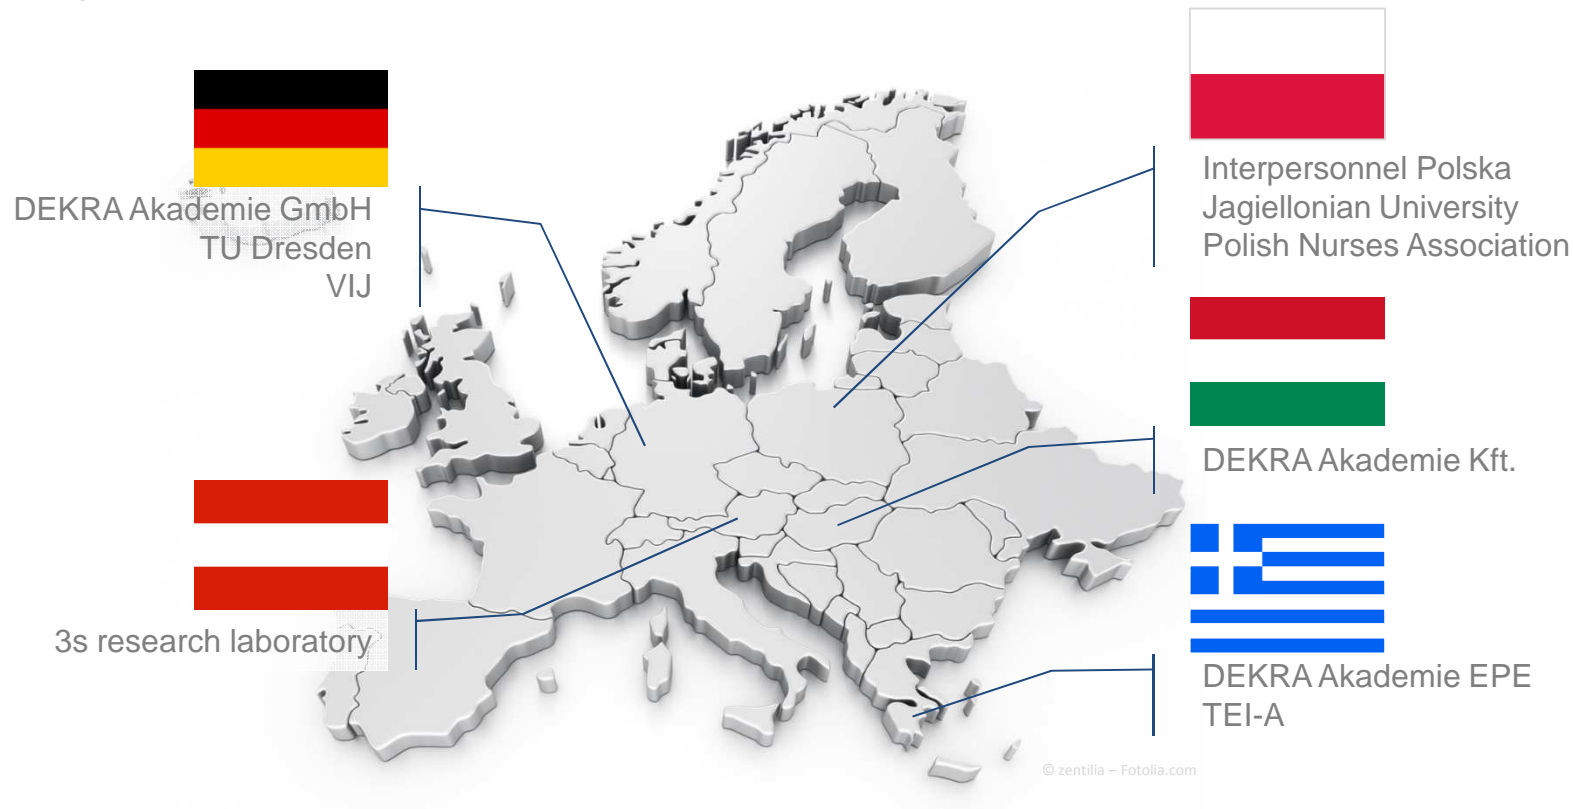 DEKRA Akademie GmbH
TU Dresden
VIJ
3s research laboratory
Interpersonnel Polska
Jagiellonian University
Polish Nurses Association
DEKRA Akademie Kft.
DEKRA Akademie EPE
TEI-A
© zentilia – Fotolia.com